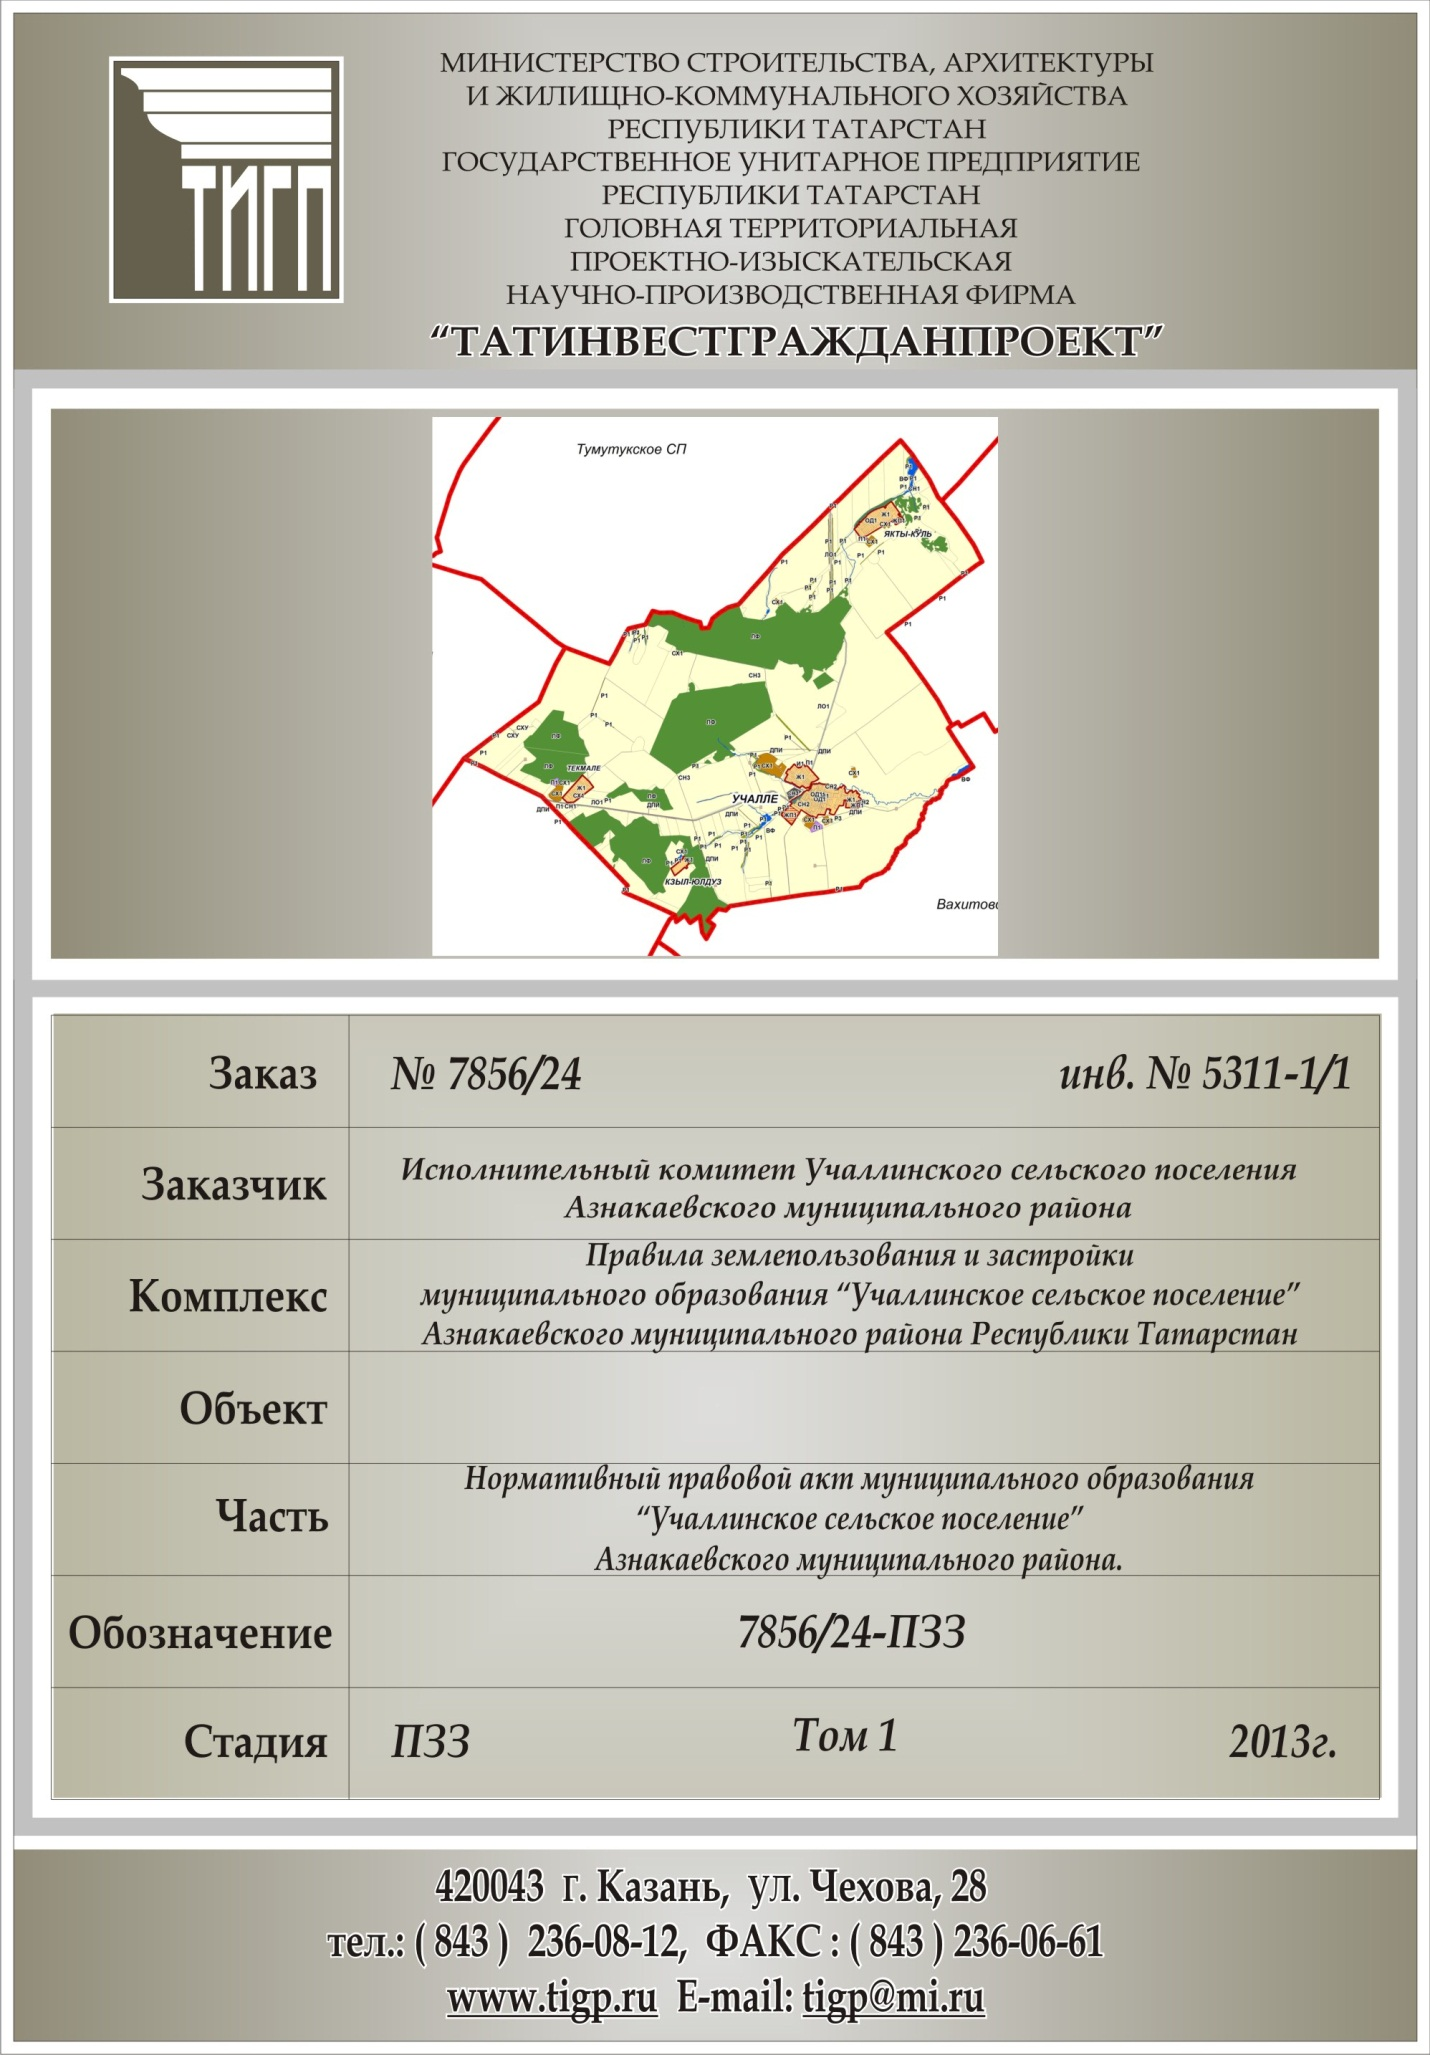 МИНИСТЕРСТВО СТРОИТЕЛЬСТВА, АРХИТЕКТУРЫ
И ЖИЛИЩНО-КОММУНАЛЬНОГО ХОЗЯЙСТВА
РЕСПУБЛИКИ ТАТАРСТАН
ГОСУДАРСТВЕННОЕ УНИТАРНОЕ ПРЕДПРИЯТИЕ
РЕСПУБЛИКИ ТАТАРСТАН
ГОЛОВНАЯ ТЕРРИТОРИАЛЬНАЯ
ПРОЕКТНО-ИЗЫСКАТЕЛЬСКАЯ
НАУЧНО-ПРОИЗВОДСТВЕННАЯ ФИРМА
“ТАТИНВЕСТГРАЖДАНПРОЕКТ”
ТИГП
Тумутукское СП
ЯКТЫ-КУЛЬ
ТЕКМАЛЕ
УЧАЛЛЕ
КЗЫЛ-ЮЛДУЗ
Вахитово
Заказ № 7856/24 инв. № 5311-1/1
Заказчик
Исполнительный комитет Учаллинского сельского поселения
Азнакаевского муниципального района
Комплекс
Правила землепользования и застройки
муниципального образования “Учаллинское сельское поселение”
Азнакаевского муниципального района Республики Татарстан
Объект
Часть
Нормативный правовой акт муниципального образования
“Учаллинское сельское поселение”
Азнакаевского муниципального района.
Обозначение 7856/24-ПЗЗ
Стадия ПЗЗ Том 1 2013г.
420043 г. Казань, ул. Чехова, 28
тел.: ( 843 ) 236-08-12, ФАКС : ( 843 ) 236-06-61
www.tigp.ru E-mail: tigp@mi.ru